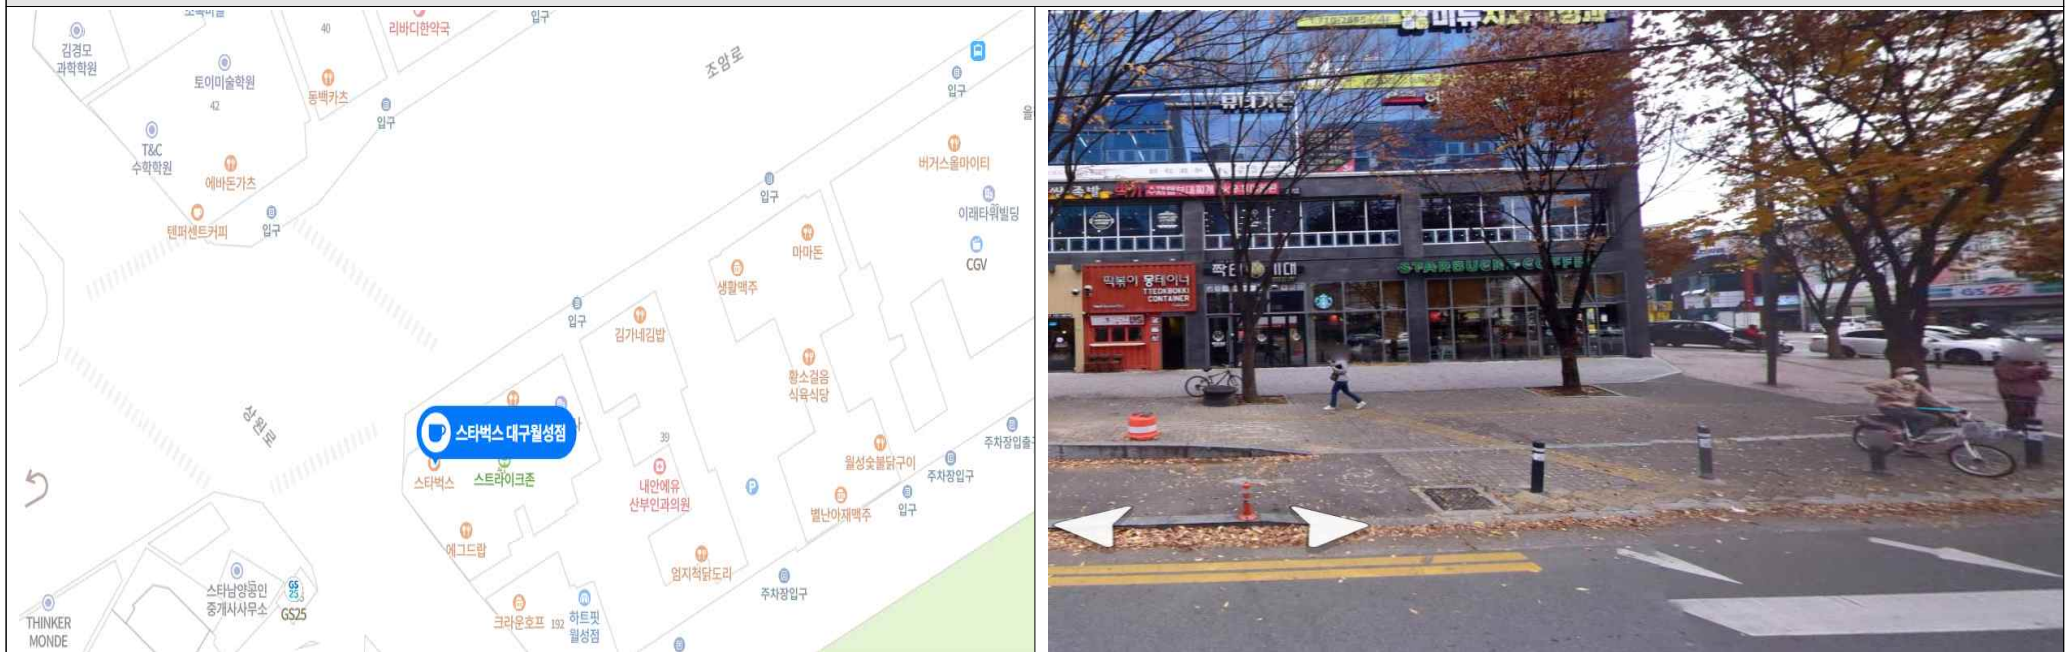 초록미술
김경모
과학학원
토이미술학원
42
40
동백카츠
리바디한약국
입구
입구
조암로
입구
T&C
수학학원
에바돈가츠
텐퍼센트커피
입구
버거스올마이티
입구
이래타워빌딩
CGV
마마돈
생활맥주
입구
김가네김밥
황소걸음
식육식당
상원로
스타벅스 대구월성점
스타벅스
스트라이크존
39
내안에유
산부인과의원
P
월성숯불닭구이
주차장입출구
주차장입구
입구
별난아재맥주
에그드랍
엄지척닭도리
주차장입구
스타남양공인
중개사사무소
GS
25
GS25
THINKER
MONDE
크라운호프
192
하트핏
월성점
떡볶이 몽테이너
TTEOKBOKKI
CONTAINER
STARBUCKS COFFEE
GS25